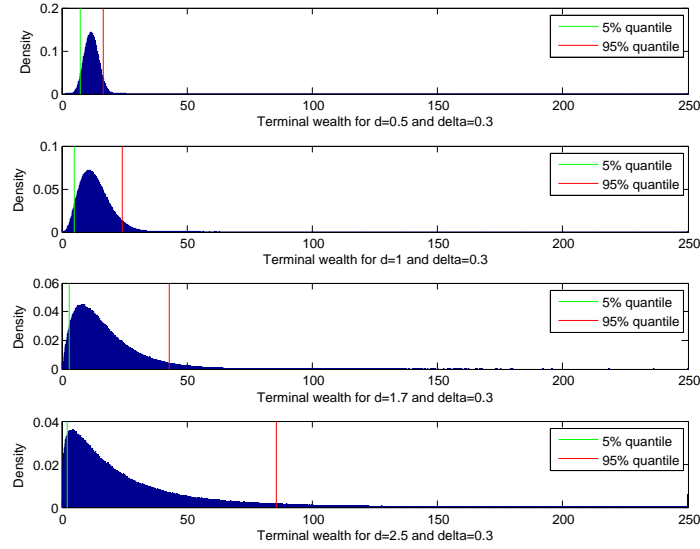 0.2
0.1
0
Density
5% quantile
95% quantile
0 50 100 150 200 250
Terminal wealth for d=0.5 and delta=0.3
0.1
0.05
0
Density
5% quantile
95% quantile
0 50 100 150 200 250
Terminal wealth for d=1 and delta=0.3
0.06
0.04
0.02
0
Density
5% quantile
95% quantile
0 50 100 150 200 250
Terminal wealth for d=1.7 and delta=0.3
0.04
0.02
0
Density
5% quantile
95% quantile
0 50 100 150 200 250
Terminal wealth for d=2.5 and delta=0.3